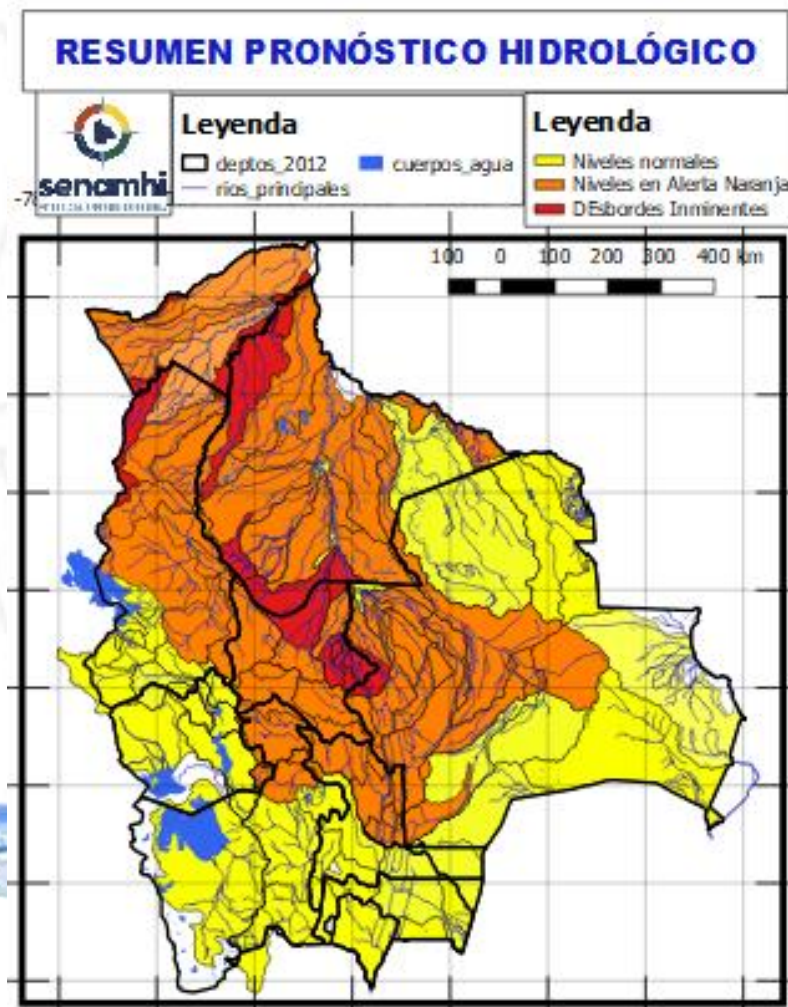 RESUMEN PRONÓSTICO HIDROLÓGICO
senamhi
Leyenda
deptos_2012
cuerpos_agua
rios_principales
Leyenda
Niveles normales
Niveles en Alerta Naranja
DEsbordes Inminentes
100 0 100 200 300 400 km